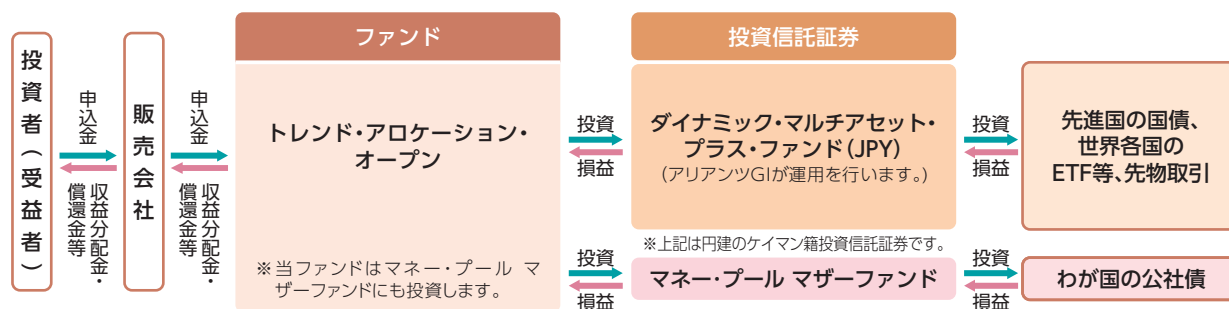 投資者（受益者）
申込金
収益分配金・
償還金等
販売会社
申込金
収益分配金・
償還金等
ファンド
トレンド・アロケーション・
オープン
※当ファンドはマネー・プール マ
ザーファンドにも投資します。
投資
損益
投資
損益
投資信託証券
ダイナミック・マルチアセット・
プラス・ファンド（JPY）
（アリアンツGIが運用を行います。）
※上記は円建のケイマン籍投資信託証券です。
マネー・プール マザーファンド
投資
損益
投資
損益
先進国の国債、
世界各国の
ETF等、先物取引
わが国の公社債